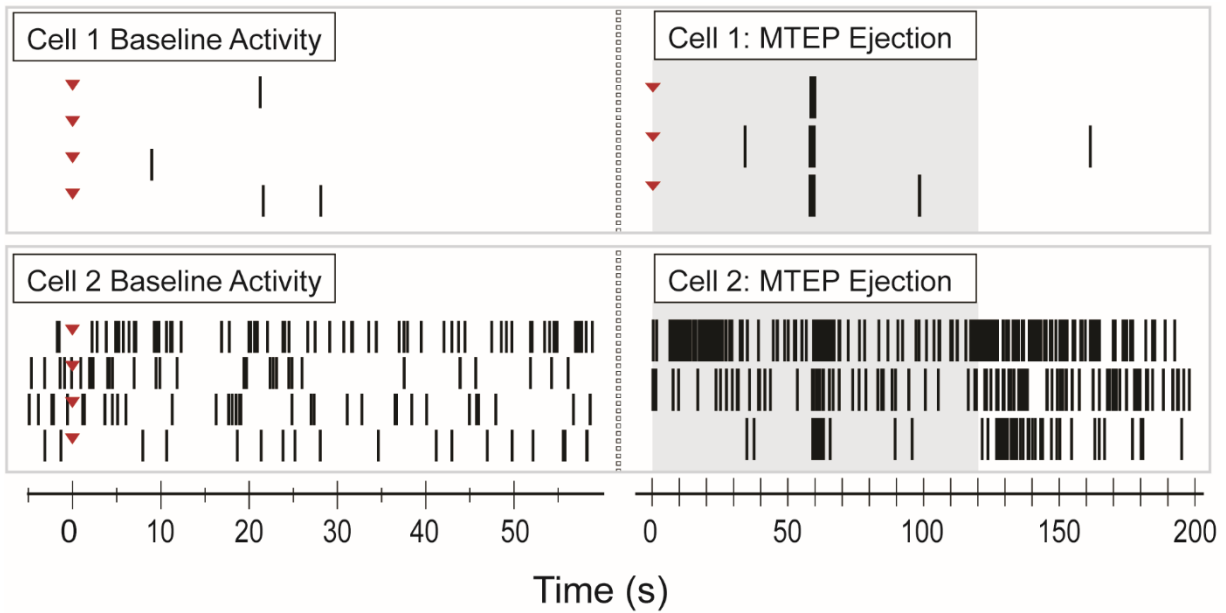 Cell 1 Baseline Activity
Cell 1: MTEP Ejection
Cell 2 Baseline Activity
Cell 2: MTEP Ejection
0 10 20 30 40 50
0 50 100 150 200
Time (s)